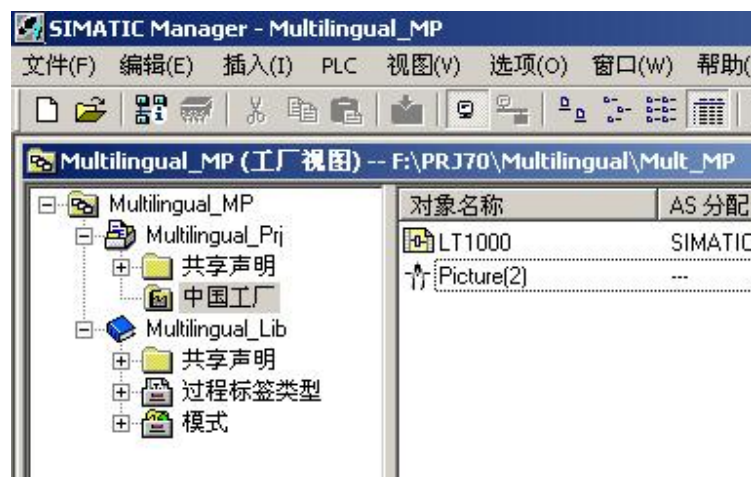 SIMATIC Manager - Multilingual_MP
文件(F) 编辑(E) 插入(I) PLC 视图(V) 选项(O) 窗口(W) 帮助(
Multilingual_MP (工厂视图) -- F:\PRJ70\Multilingual\Mult_MP
Multilingual_MP
Multilingual_Prj
共享声明
中国工厂
Multilingual_Lib
共享声明
过程标签类型
模式
对象名称 AS 分配
LT1000 SIMATIC
Picture(2) ---